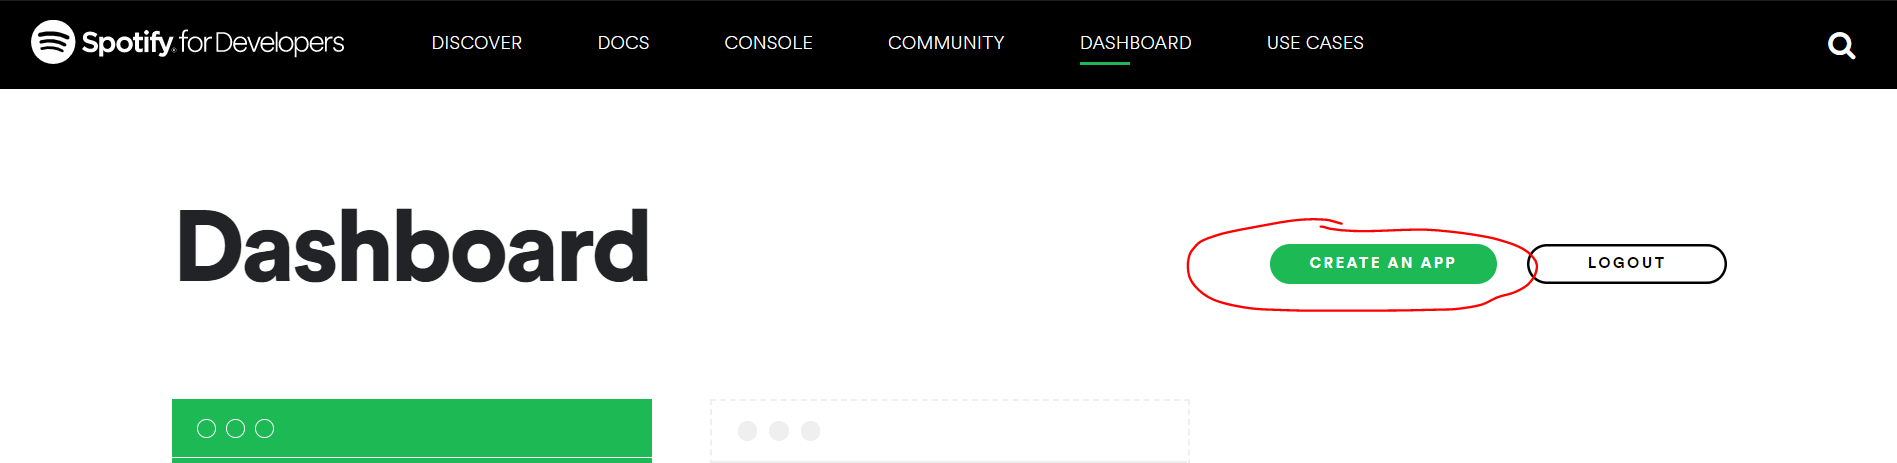 Spotify for Developers DISCOVER DOCS CONSOLE COMMUNITY DASHBOARD USE CASES
Dashboard CREATE AN APP LOGOUT